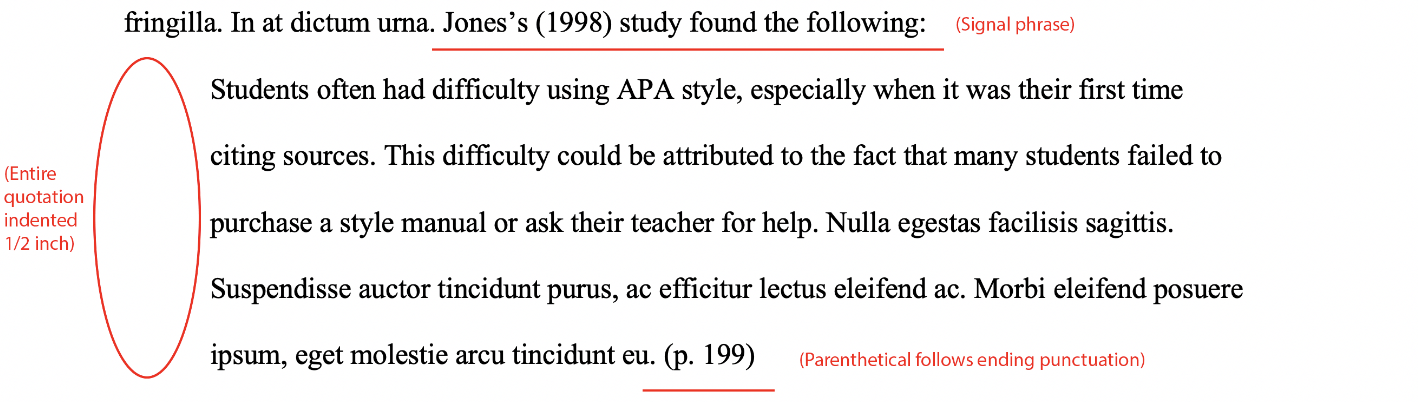 fringilla. In at dictum urna. Jones’s (1998) study found the following: (Signal phrase)
Students often had difficulty using APA style, especially when it was their first time
citing sources. This difficulty could be attributed to the fact that many students failed to
(Entire
quotation
indented
1/2 inch)
purchase a style manual or ask their teacher for help. Nulla egestas facilisis sagittis.
Suspendisse auctor tincidunt purus, ac efficitur lectus eleifend ac. Morbi eleifend posuere
ipsum, eget molestie arcu tincidunt eu. (p. 199) (Parenthetical follows ending punctuation)